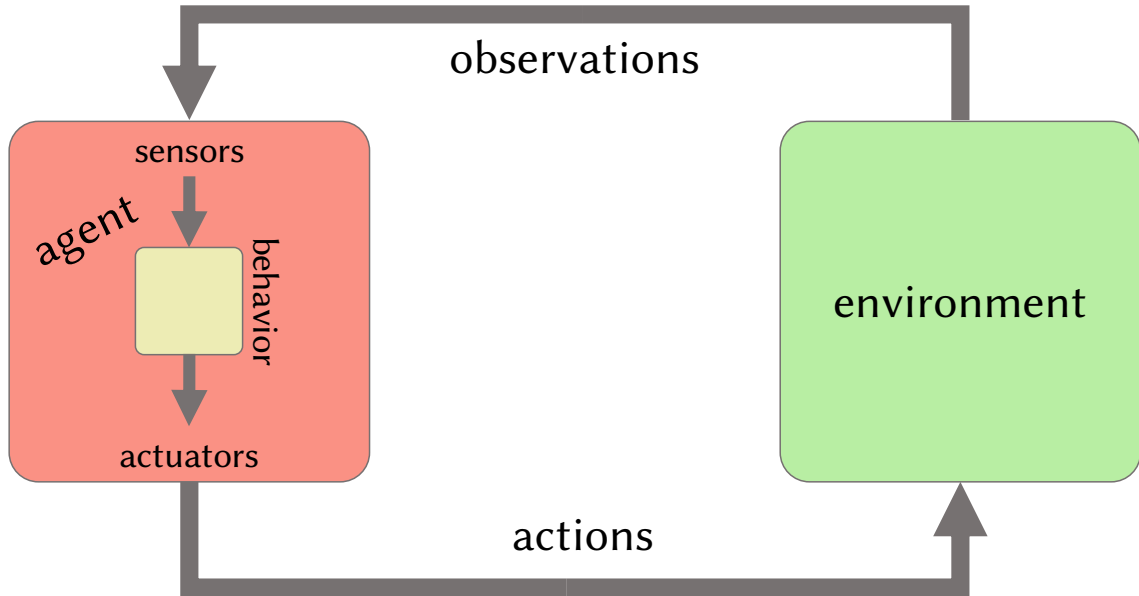 observations
sensors
agent
behavior
environment
actuators
actions